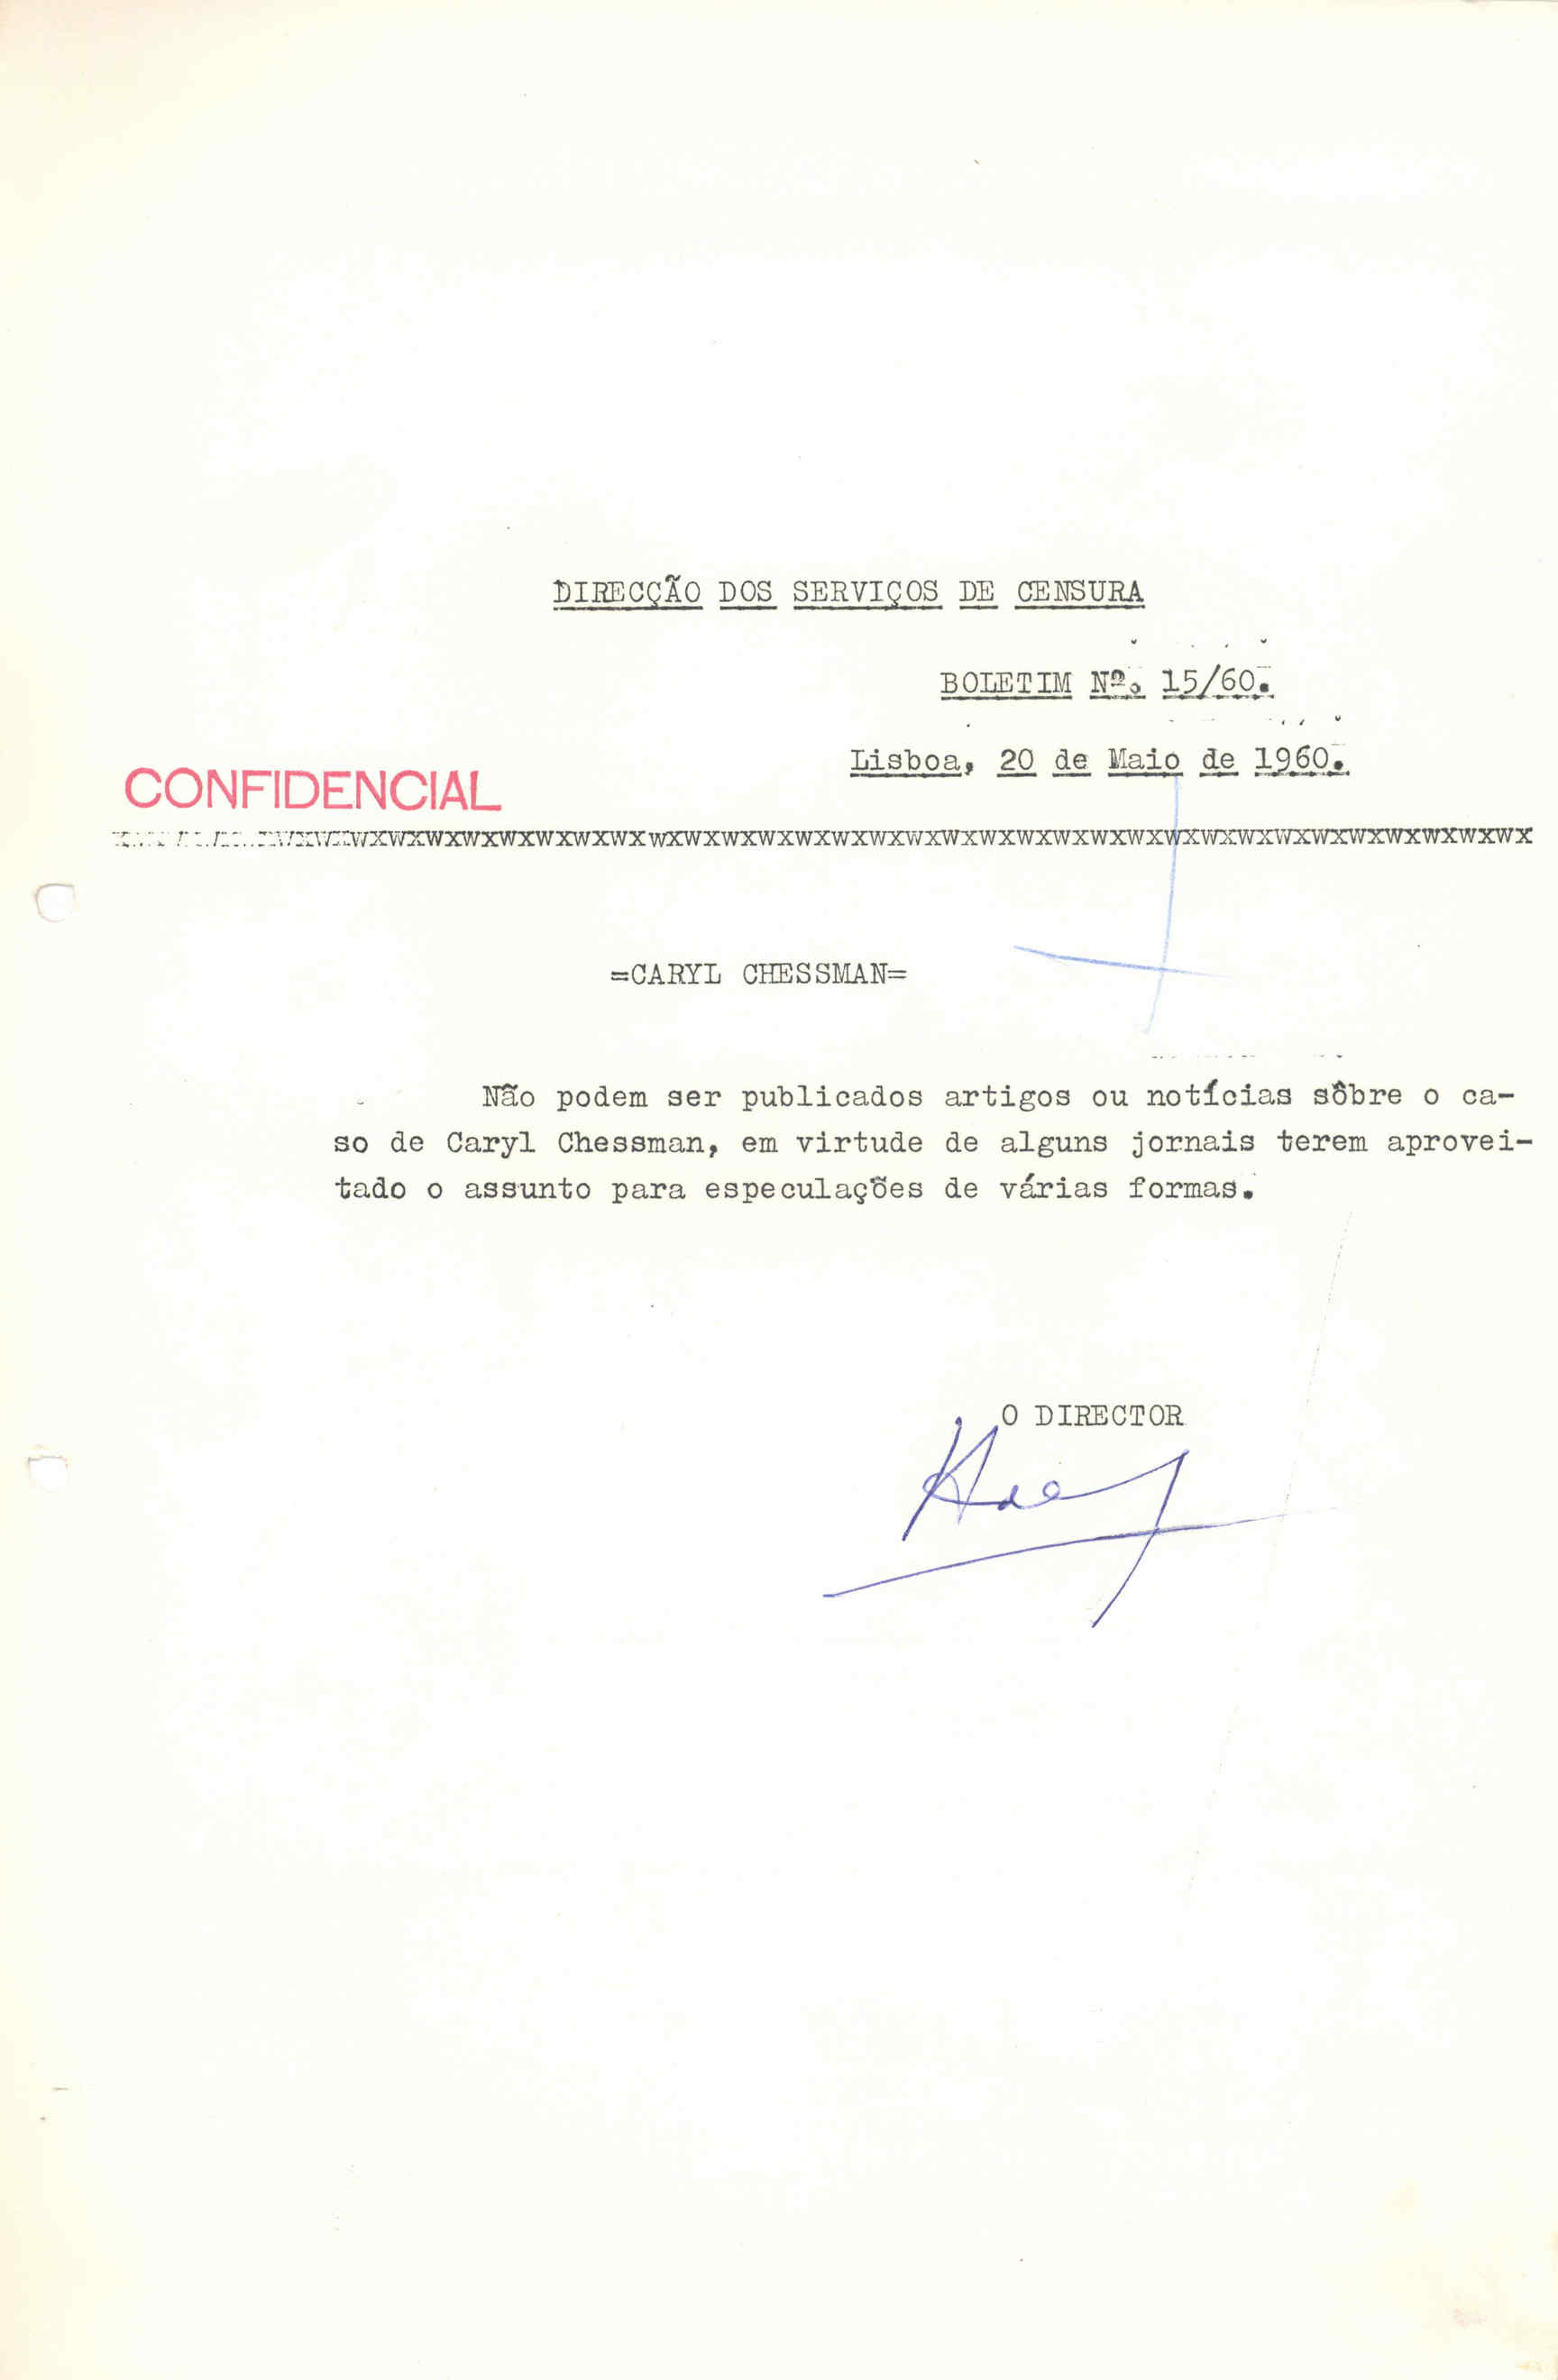 DIRECÇÃO DOS SERVIÇOS DE CENSURA
BOLETIM Nº. 15/60.
Lisboa, 20 de Maio de 1960.
CONFIDENCIAL
WXWXWXWXWXWXWXWXWXWXWXWXWXWXWXWXWXWXWXWXWXWXWXWXWXWXWXWXWXWXWX
=CARYL CHESSMAN=
Não podem ser publicados artigos ou notícias sôbre o ca-
so de Caryl Chessman, em virtude de alguns jornais terem aprovei-
tado o assunto para especulações de várias formas.
O DIRECTOR